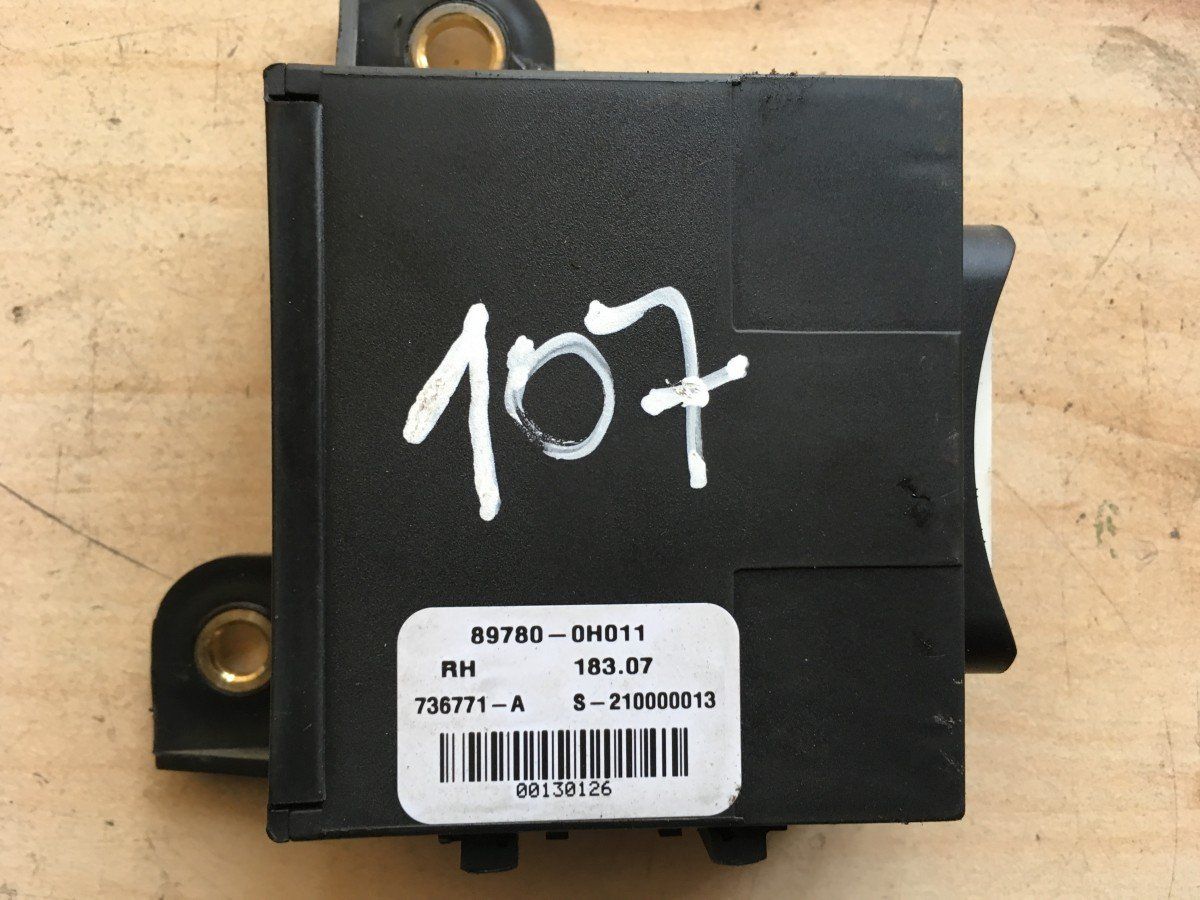 107
89780-0H011
RH 183.07
736771-A S-210000013
00130126